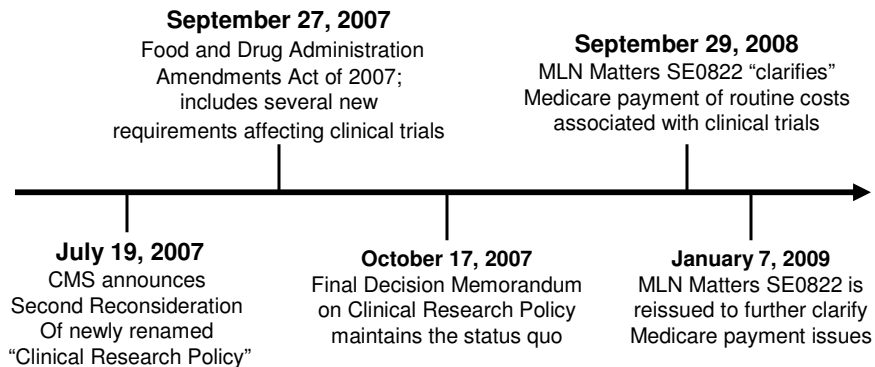 September 27, 2007
Food and Drug Administration
Amendments Act of 2007;
includes several new
requirements affecting clinical trials
September 29, 2008
MLN Matters SE0822 “clarifies”
Medicare payment of routine costs
associated with clinical trials
July 19, 2007
CMS announces
Second Reconsideration
Of newly renamed
“Clinical Research Policy”
October 17, 2007
Final Decision Memorandum
on Clinical Research Policy
maintains the status quo
January 7, 2009
MLN Matters SE0822 is
reissued to further clarify
Medicare payment issues